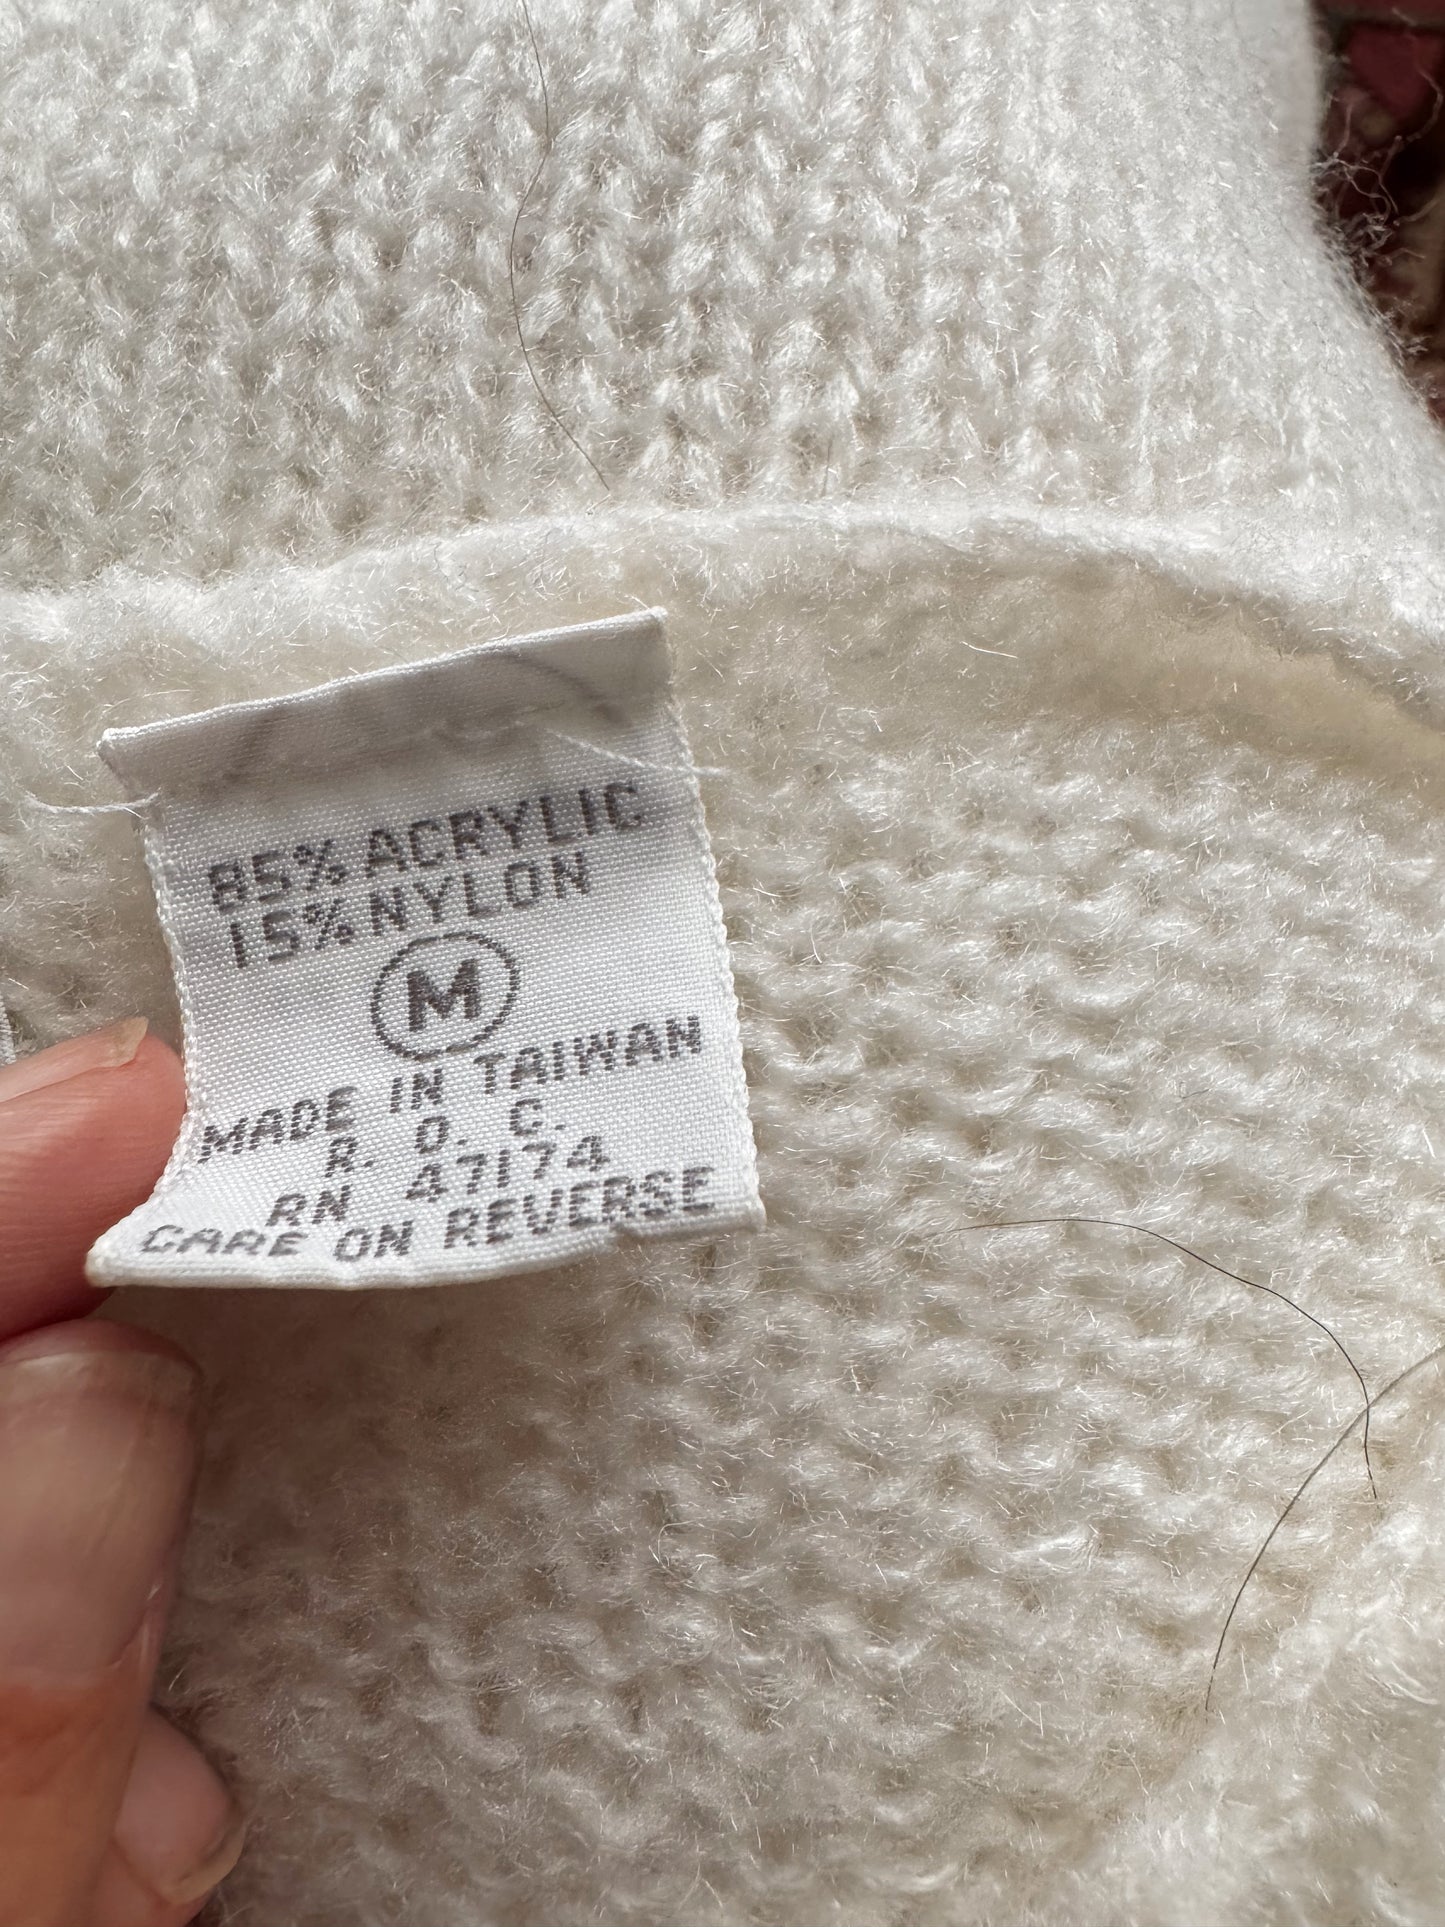 85% ACRYLIC
15% NYLON
M
MADE IN TAIWAN
R. O. C.
RN 47174
CARE ON REVERSE